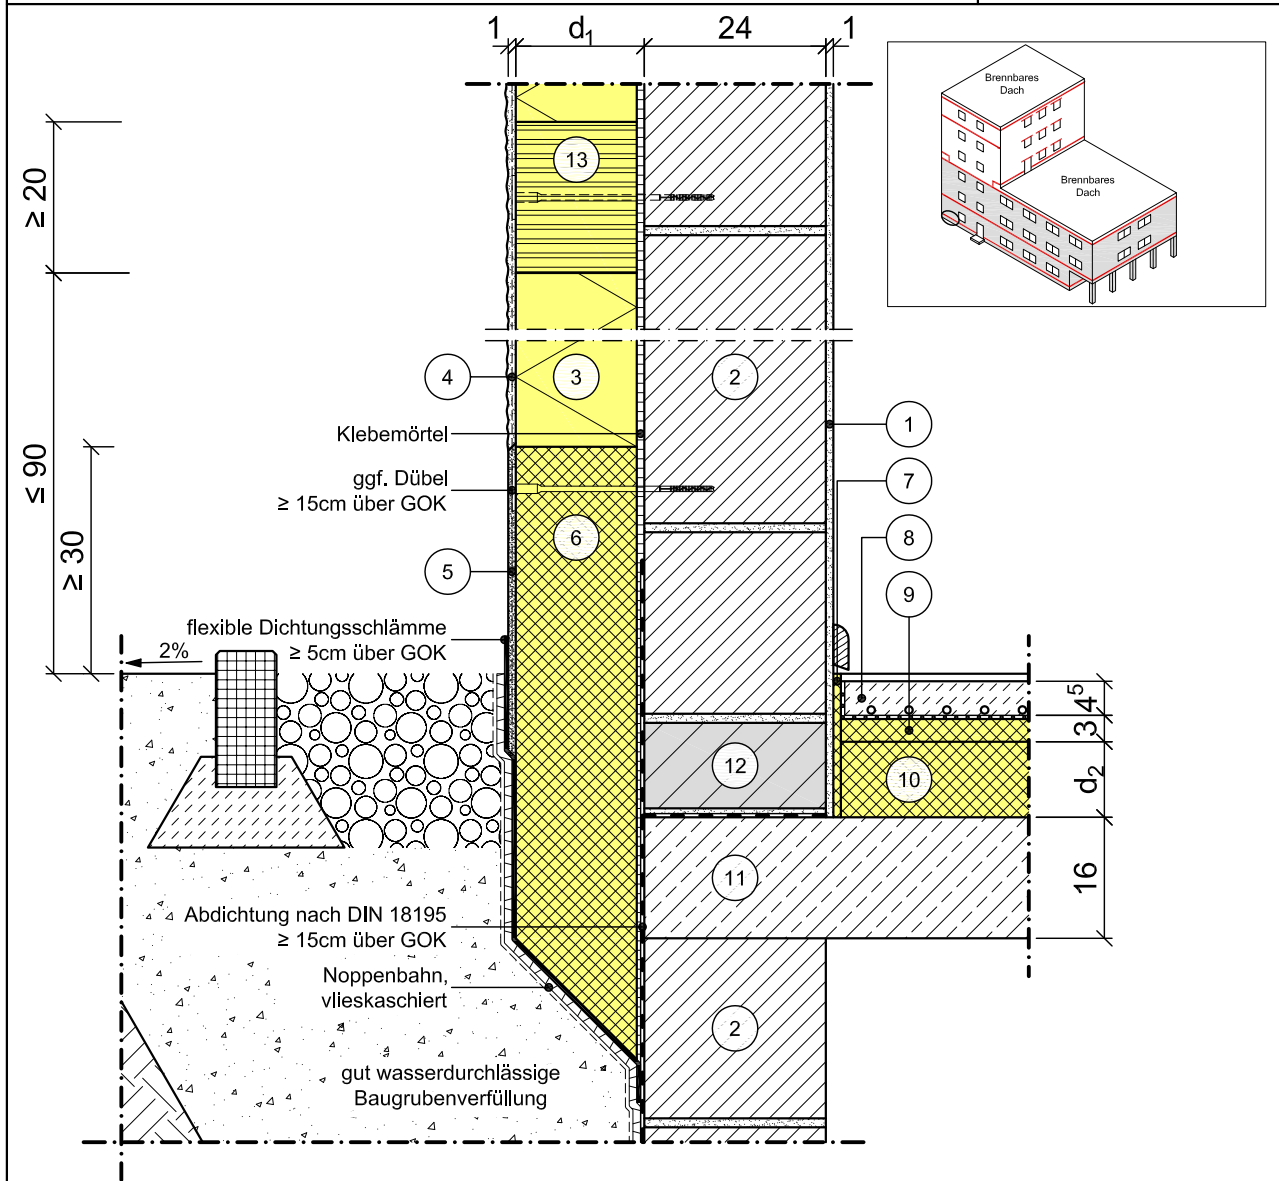 1 d₁ 24 1
Brennbares
Dach
Brennbares
Dach
≥ 20
13
3
4
2
1
≤ 90
Klebemörtel
7
ggf. Dübel
≥ 15cm über GOK
6
8
≥ 30
5
9
flexible Dichtungsschlämme
≥ 5cm über GOK
2%
4⁵
3
12
10
d₂
11
16
Abdichtung nach DIN 18195
≥ 15cm über GOK
Noppenbahn,
vlieskaschiert
2
gut wasserdurchlässige
Baugrubenverfüllung